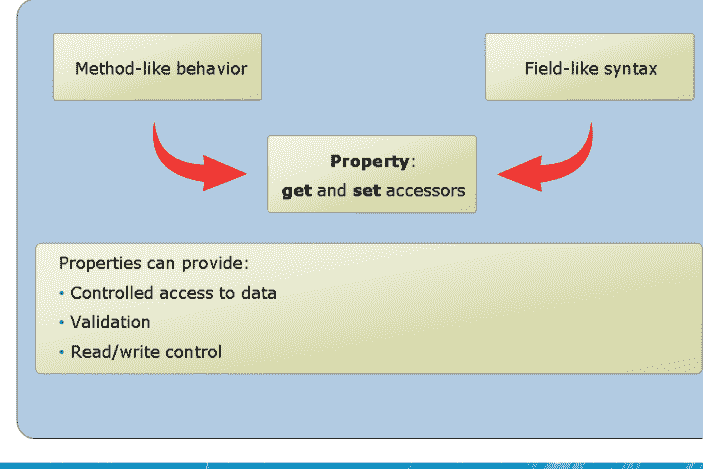 Method-like behavior
Field-like syntax
Property:
get and set accessors
Properties can provide:
• Controlled access to data
• Validation
• Read/write control